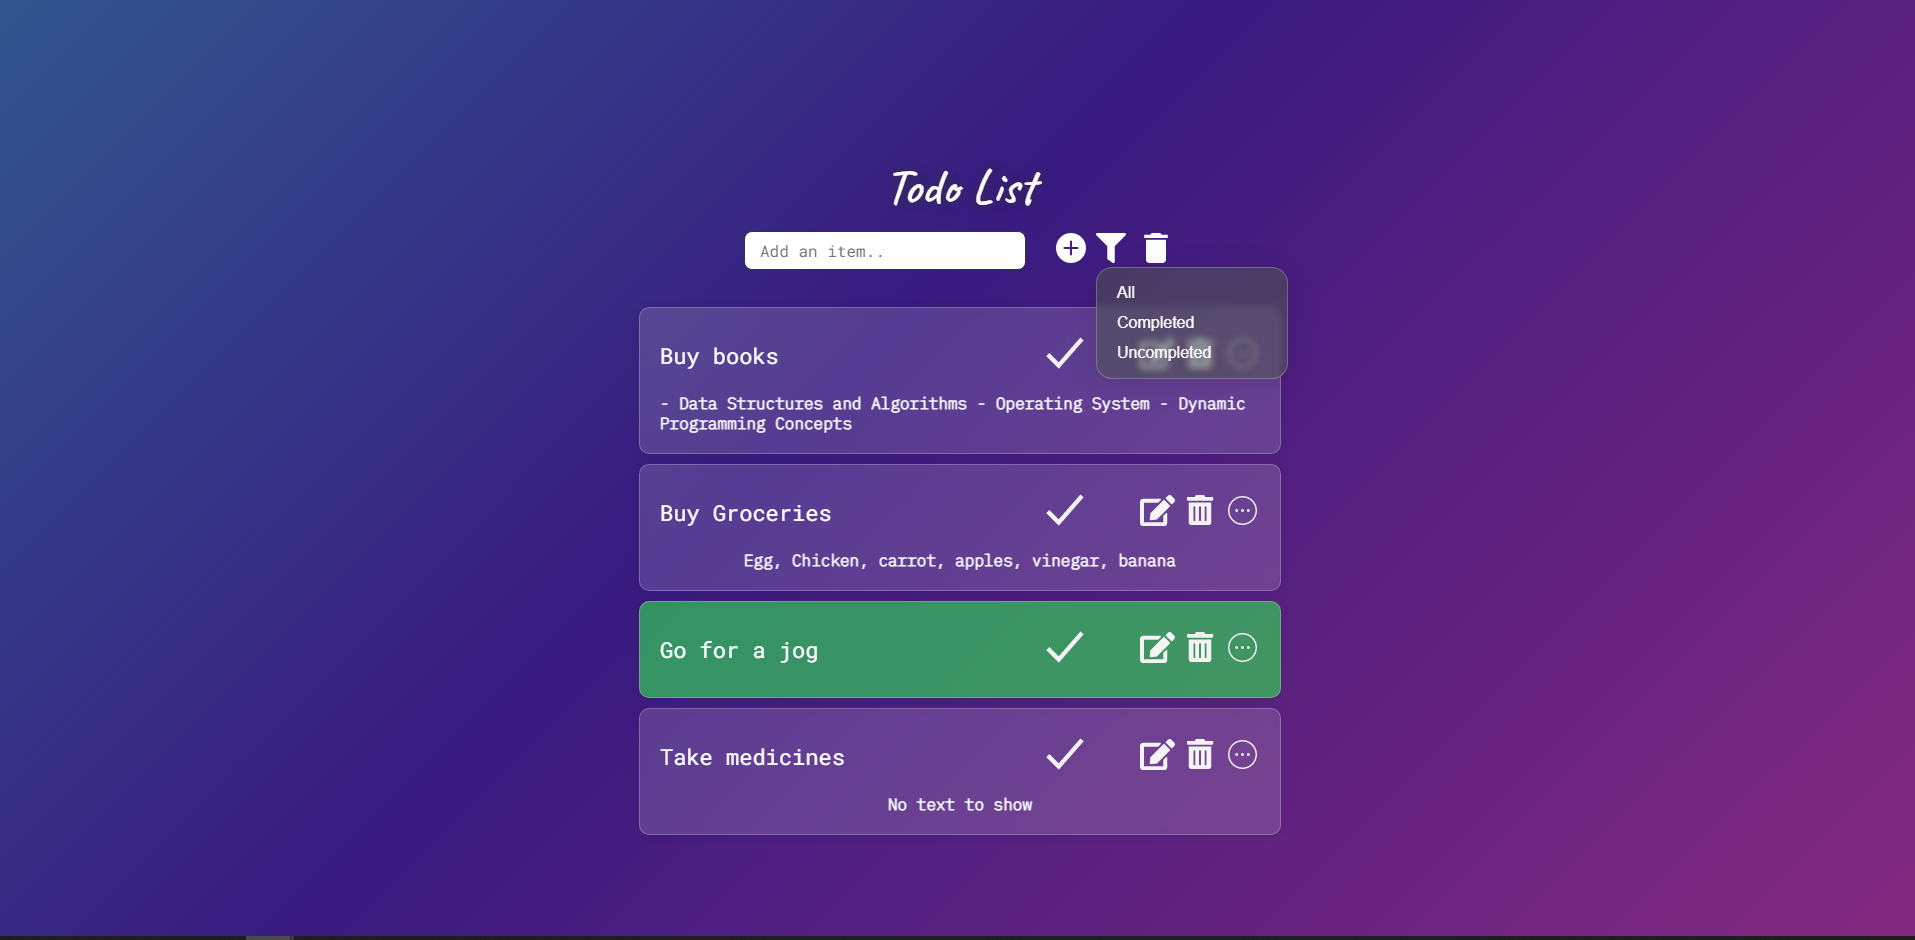 Todo List
Add an item..
All
Completed
Uncompleted
Buy books
- Data Structures and Algorithms - Operating System - Dynamic
Programming Concepts
Buy Groceries
Egg, Chicken, carrot, apples, vinegar, banana
Go for a jog
Take medicines
No text to show